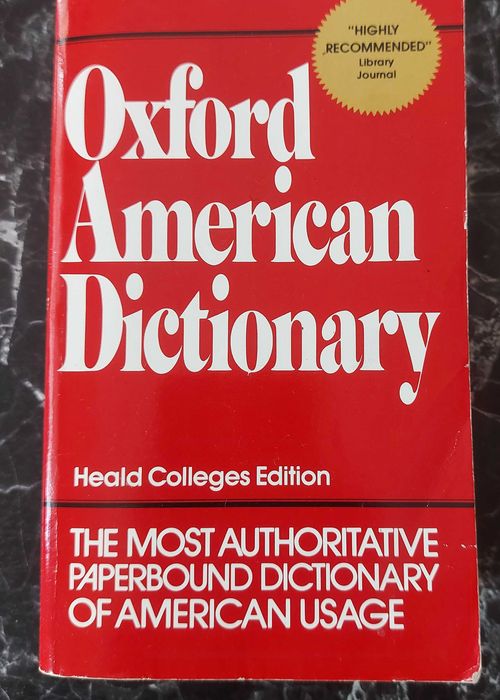 "HIGHLY
RECOMMENDED"
Library
Journal
Oxford
American
Dictionary
Heald Colleges Edition
THE MOST AUTHORITATIVE
PAPERBOUND DICTIONARY
OF AMERICAN USAGE